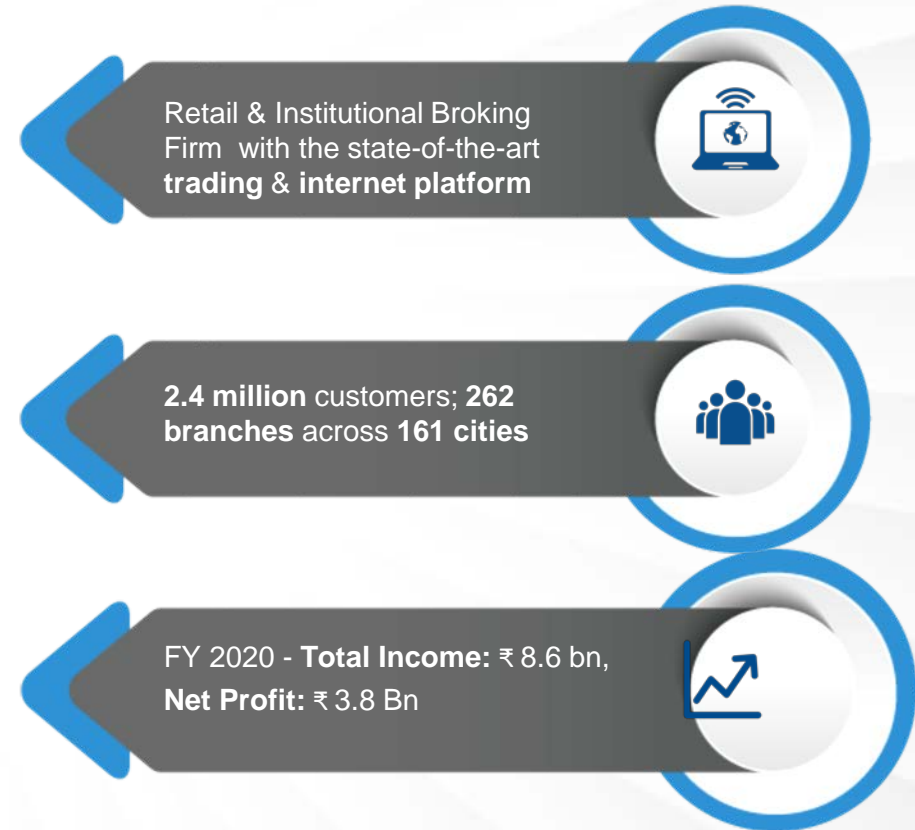 Retail & Institutional Broking
Firm with the state-of-the-art
trading & internet platform
2.4 million customers; 262
branches across 161 cities
FY 2020 - Total Income: ₹ 8.6 bn,
Net Profit: ₹ 3.8 Bn